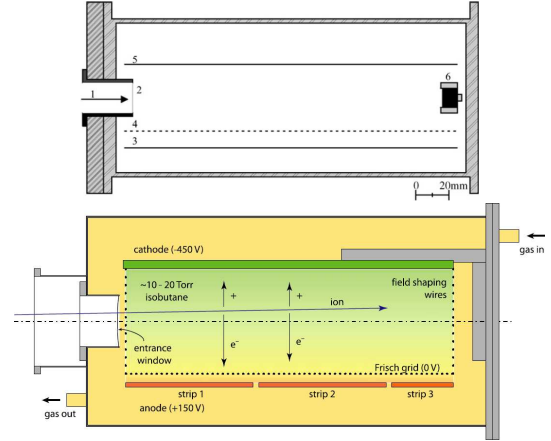 5
6
1
2
4
3
0 20mm
cathode (-450 V)
gas in
~10 - 20 Torr
isobutane
+
+
ion
field shaping
wires
entrance
window
e⁻
e⁻
Frisch grid (0 V)
strip 1
strip 2
strip 3
gas out
anode (+150 V)